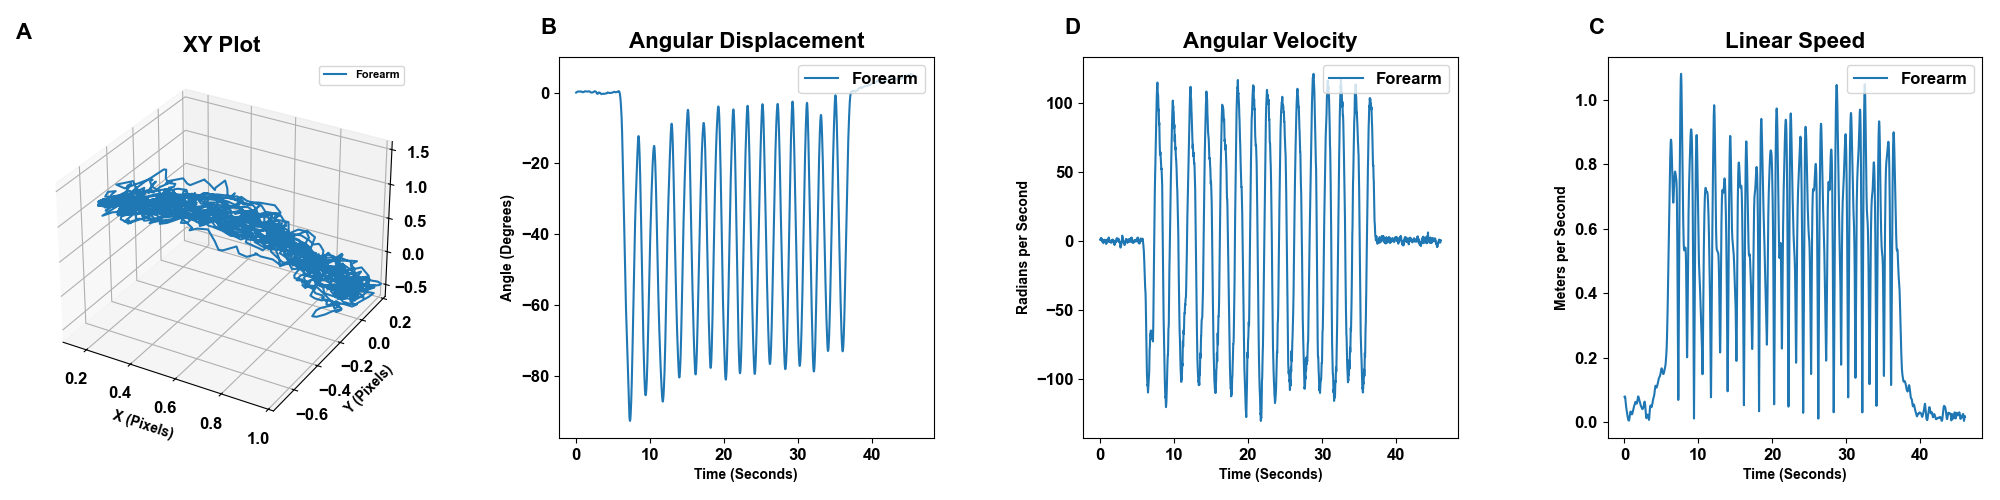 A
XY Plot
Forearm
1.5
1.0
0.5
0.0
−0.5
0.2
0.0
−0.2
−0.4
−0.6
Y (Pixels)
0.2
0.4
0.6
0.8
1.0
X (Pixels)
B
Angular Displacement
Forearm
Angle (Degrees)
0
−20
−40
−60
−80
0
10
20
30
40
Time (Seconds)
D
Angular Velocity
Forearm
Radians per Second
100
50
0
−50
−100
0
10
20
30
40
Time (Seconds)
C
Linear Speed
Forearm
Meters per Second
1.0
0.8
0.6
0.4
0.2
0.0
0
10
20
30
40
Time (Seconds)